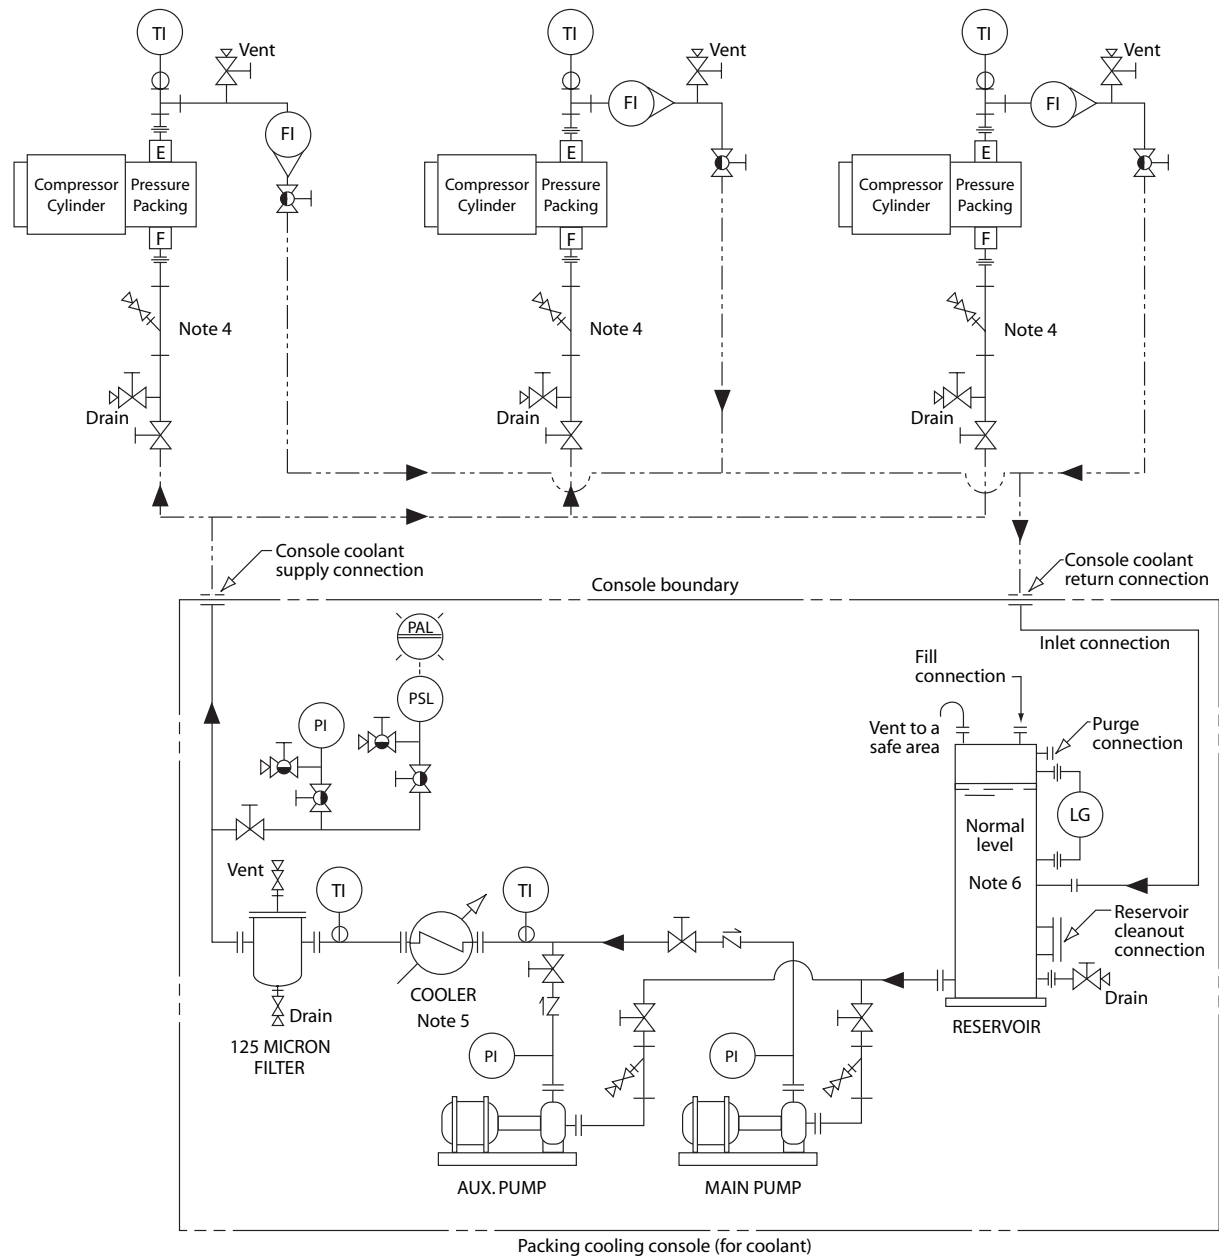 TI
Vent
FI
E
Compressor
Cylinder
Pressure
Packing
F
Note 4
Drain
TI
Vent
FI
E
Compressor
Cylinder
Pressure
Packing
F
Note 4
Drain
TI
Vent
FI
E
Compressor
Cylinder
Pressure
Packing
F
Note 4
Drain
Console coolant
supply connection
Console boundary
Console coolant
return connection
Inlet connection
PAL
PSL
PI
Fill
connection
Vent to a
safe area
Purge
connection
LG
Normal
level
Note 6
Reservoir
cleanout
connection
Drain
RESERVOIR
Vent
TI
TI
Drain
125 MICRON
FILTER
COOLER
Note 5
PI
PI
AUX. PUMP
MAIN PUMP
Packing cooling console (for coolant)